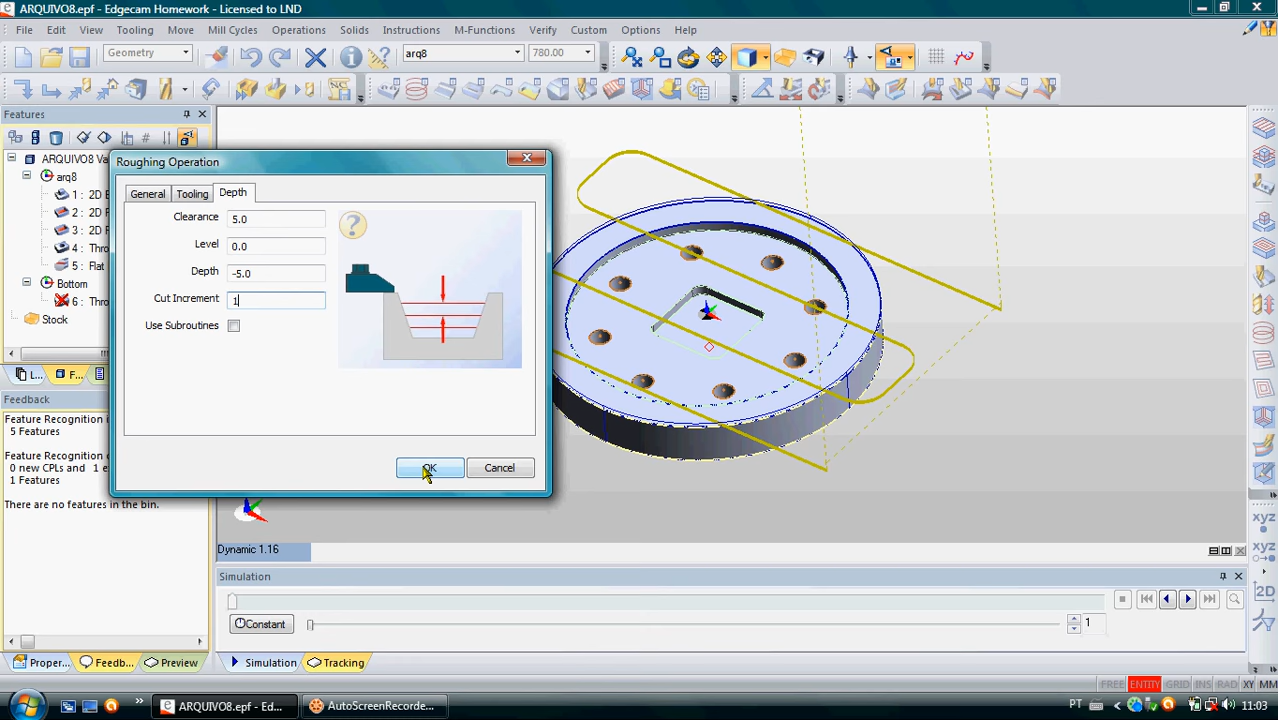 ARQUIVO8.epf - Edgecam Homework - Licensed to LND
File Edit View Tooling Move Mill Cycles Operations Solids Instructions M-Functions Verify Custom Options Help
Geometry
arq8
780.00
Features
ARQUIVO8 Va
arq8
1 : 2D
2 : 2D
3 : 2D
4 : Thro
5 : Flat
Bottom
6 : Thro
Stock
L...
F...
Roughing Operation
General Tooling Depth
Clearance 5.0
Level 0.0
Depth -5.0
Cut Increment 1
Use Subroutines
OK Cancel
Feedback
Feature Recognition
5 Features
Feature Recognition
0 new CPLs and 1 e
1 Features
There are no features in the bin.
Dynamic 1.16
Simulation
Constant
1
Proper... Feedb... Preview
Simulation Tracking
xyz
xyz
2D
FREE ENTITY GRID INS RAD XY MM
ARQUIVO8.epf - Ed... AutoScreenRecorde...
PT
11:03